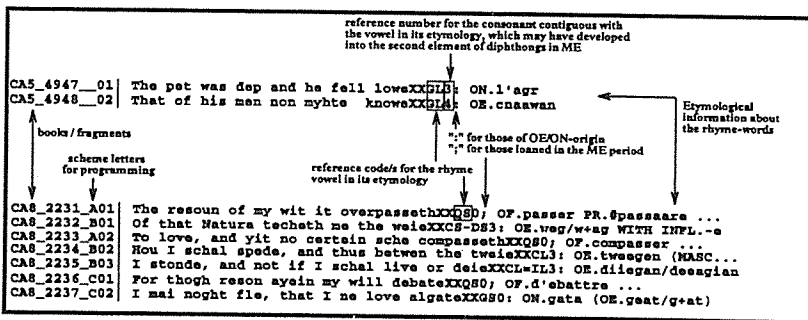 reference number for the consonant contiguous with
the vowel in its etymology, which may have developed
into the second element of diphthongs in ME
CA5_4947__01| The pet was dep and he fell loweXXGL3: ON.l'agr
CA5_4948__02| That of his men non myhte knoweXXGL4: OE.cnaawan
books / fragments
scheme letters
for programming
reference code/s for the rhyme
vowel in its etymology
":" for those of OE/ON-origin
";" for those loaned in the ME period
Etymological
information about
the rhyme-words
CA8_2231_A01| The resoun of my wit it overpassethXXQS0; OF.passer PR.@passaare ...
CA8_2232_B01| Of that Natura techeth me the weieXXCS-DS3: OE.weg/w+ag WITH INFL.-e
CA8_2233_A02| To love, and yit no certein sche compassethXXQS0; OF.compasser ...
CA8_2234_B02| Hou I schal spede, and thus betwen the tweieXXCL3: OE.tweegen (MASC...
CA8_2235_B03| I stonde, and not if I schal live or deieXXCL=IL3: OE.diiegan/deeagian
CA8_2236_C01| For thogh reson ayein my will debateXXQS0; OF.d'ebattre ...
CA8_2237_C02| I mai noght fle, that I ne love algateXXGS0: ON.gata (OE.geat/g+at)